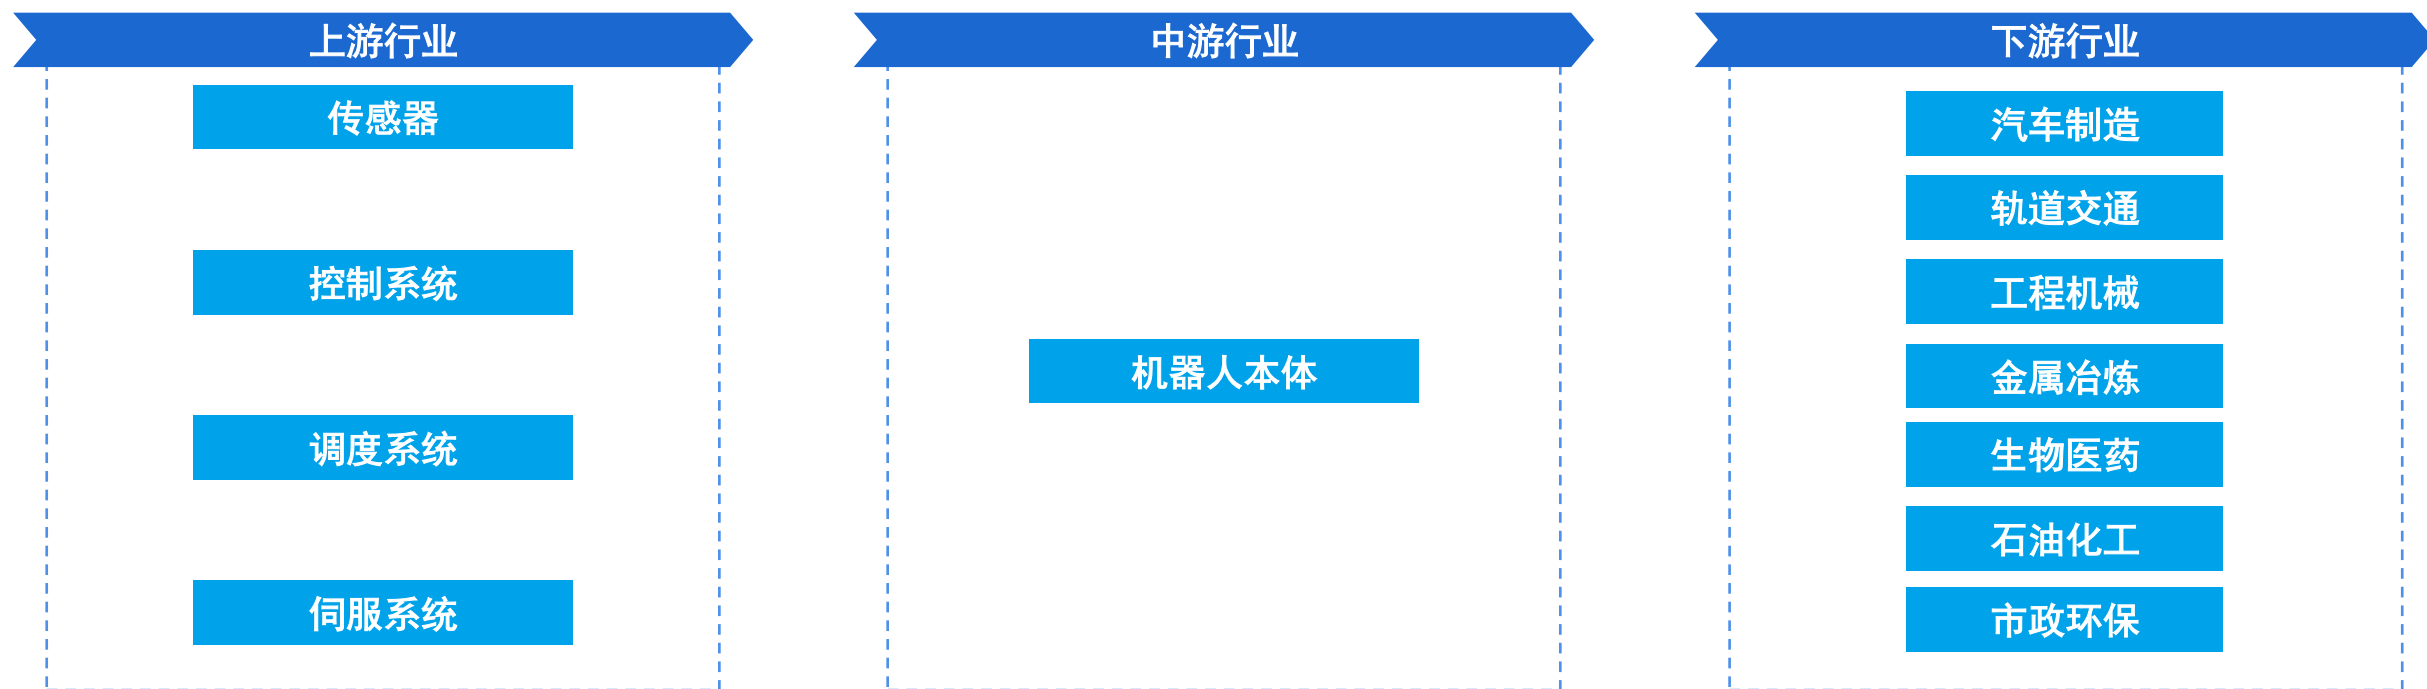 上游行业
传感器
控制系统
调度系统
伺服系统
中游行业
机器人本体
下游行业
汽车制造
轨道交通
工程机械
金属冶炼
生物医药
石油化工
市政环保